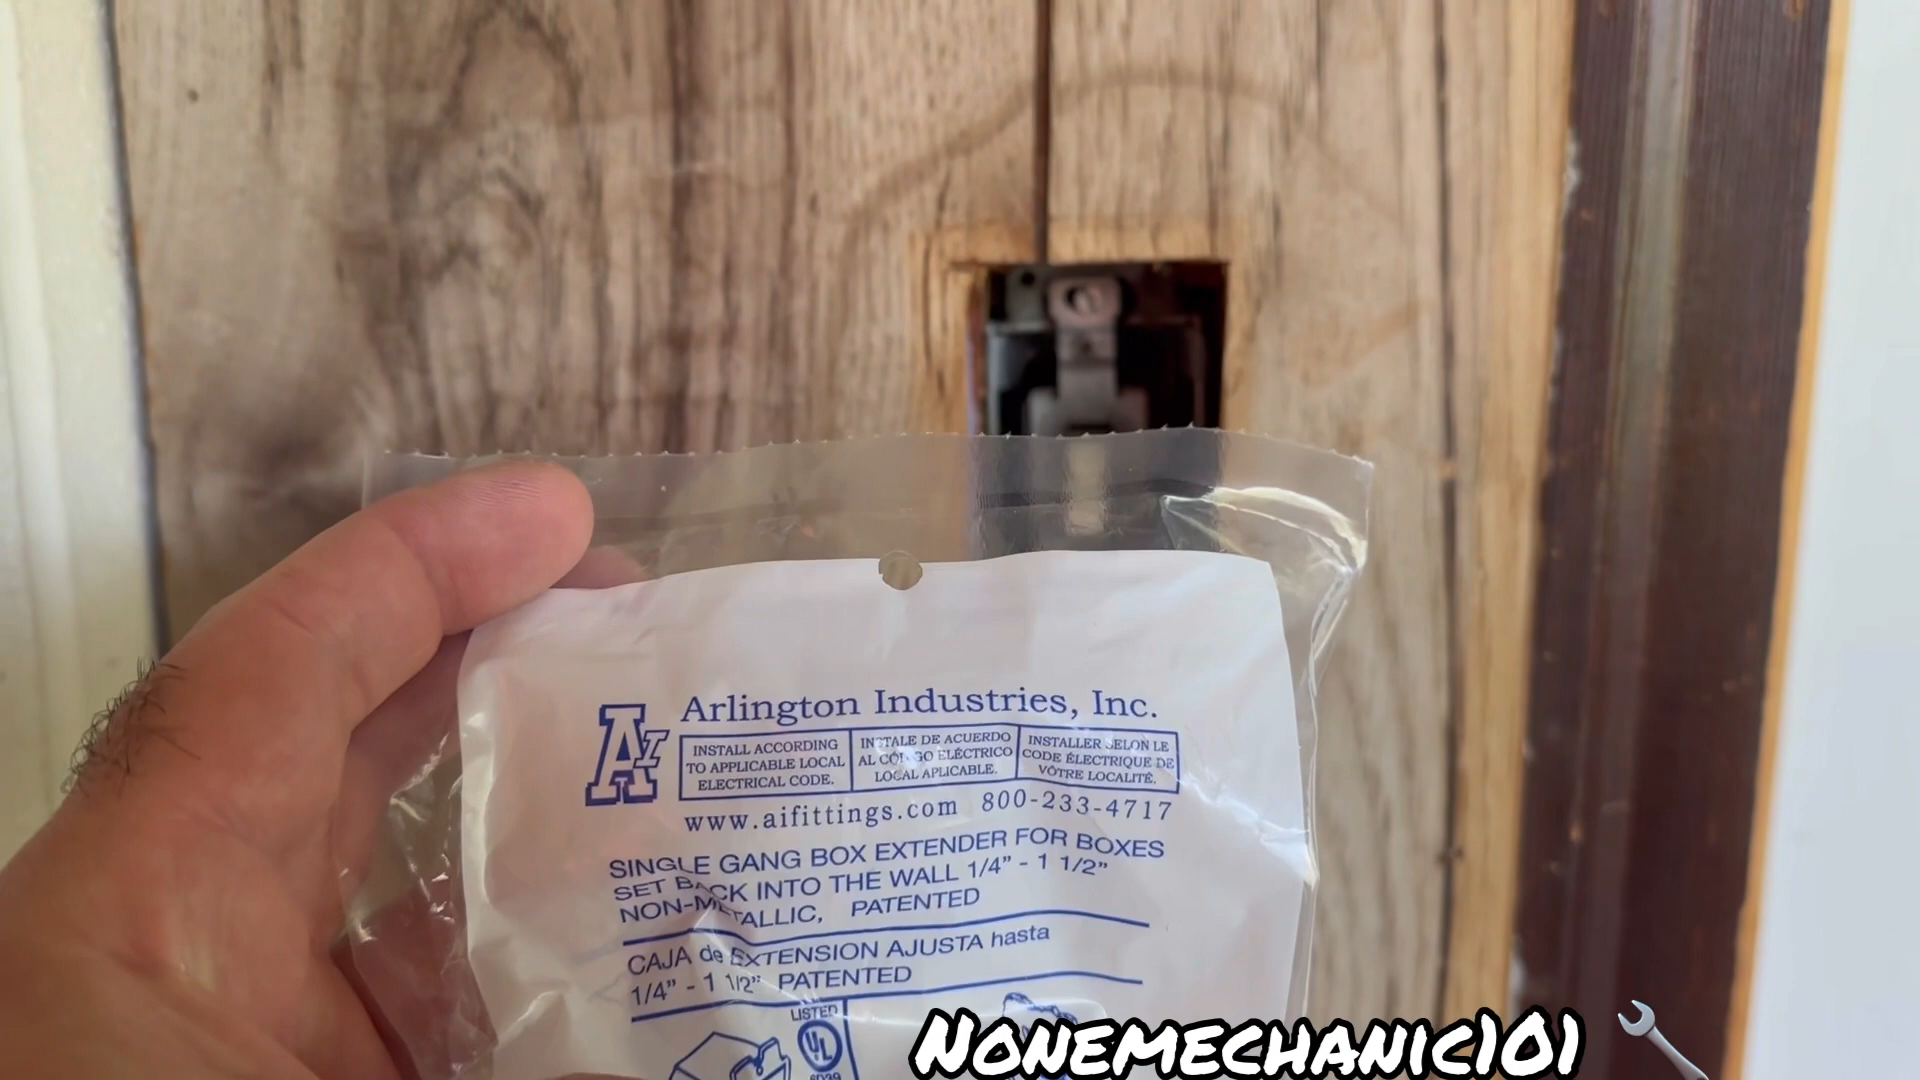 AI
Arlington Industries, Inc.
INSTALL ACCORDING
TO APPLICABLE LOCAL
ELECTRICAL CODE.
INSTALE DE ACUERDO
AL CÓDIGO ELÉCTRICO
LOCAL APLICABLE.
INSTALLER SELON LE
CODE ÉLECTRIQUE DE
VÔTRE LOCALITÉ.
www.aifittings.com 800-233-4717
SINGLE GANG BOX EXTENDER FOR BOXES
SET BACK INTO THE WALL 1/4" - 1 1/2"
NON-METALLIC, PATENTED
CAJA de EXTENSION AJUSTA hasta
1/4" - 1 1/2" PATENTED
LISTED
UL
Nonemechanic101